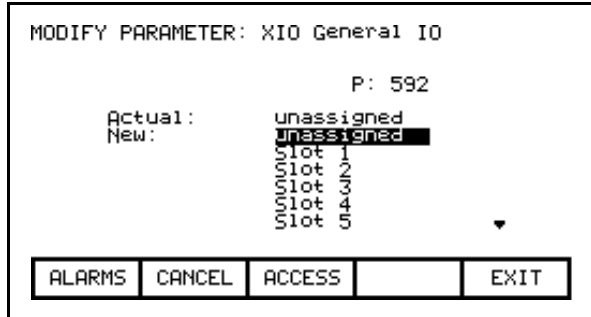 MODIFY PARAMETER: XIO General IO
P: 592
Actual: unassigned
New: unassigned
Slot 1
Slot 2
Slot 3
Slot 4
Slot 5
ALARMS CANCEL ACCESS EXIT